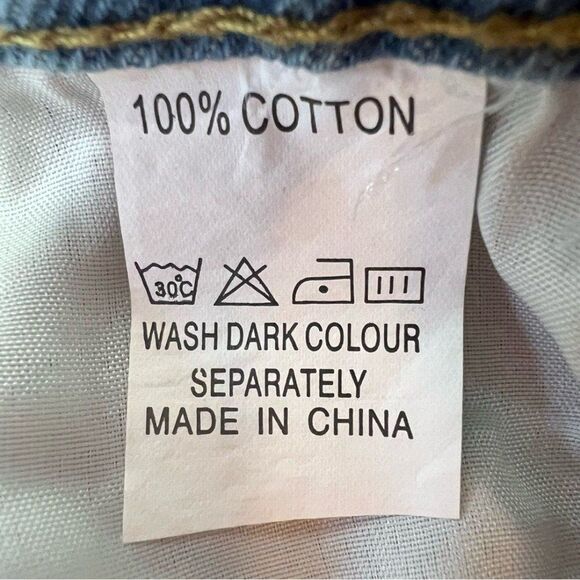 100% COTTON
30°C
WASH DARK COLOUR
SEPARATELY
MADE IN CHINA